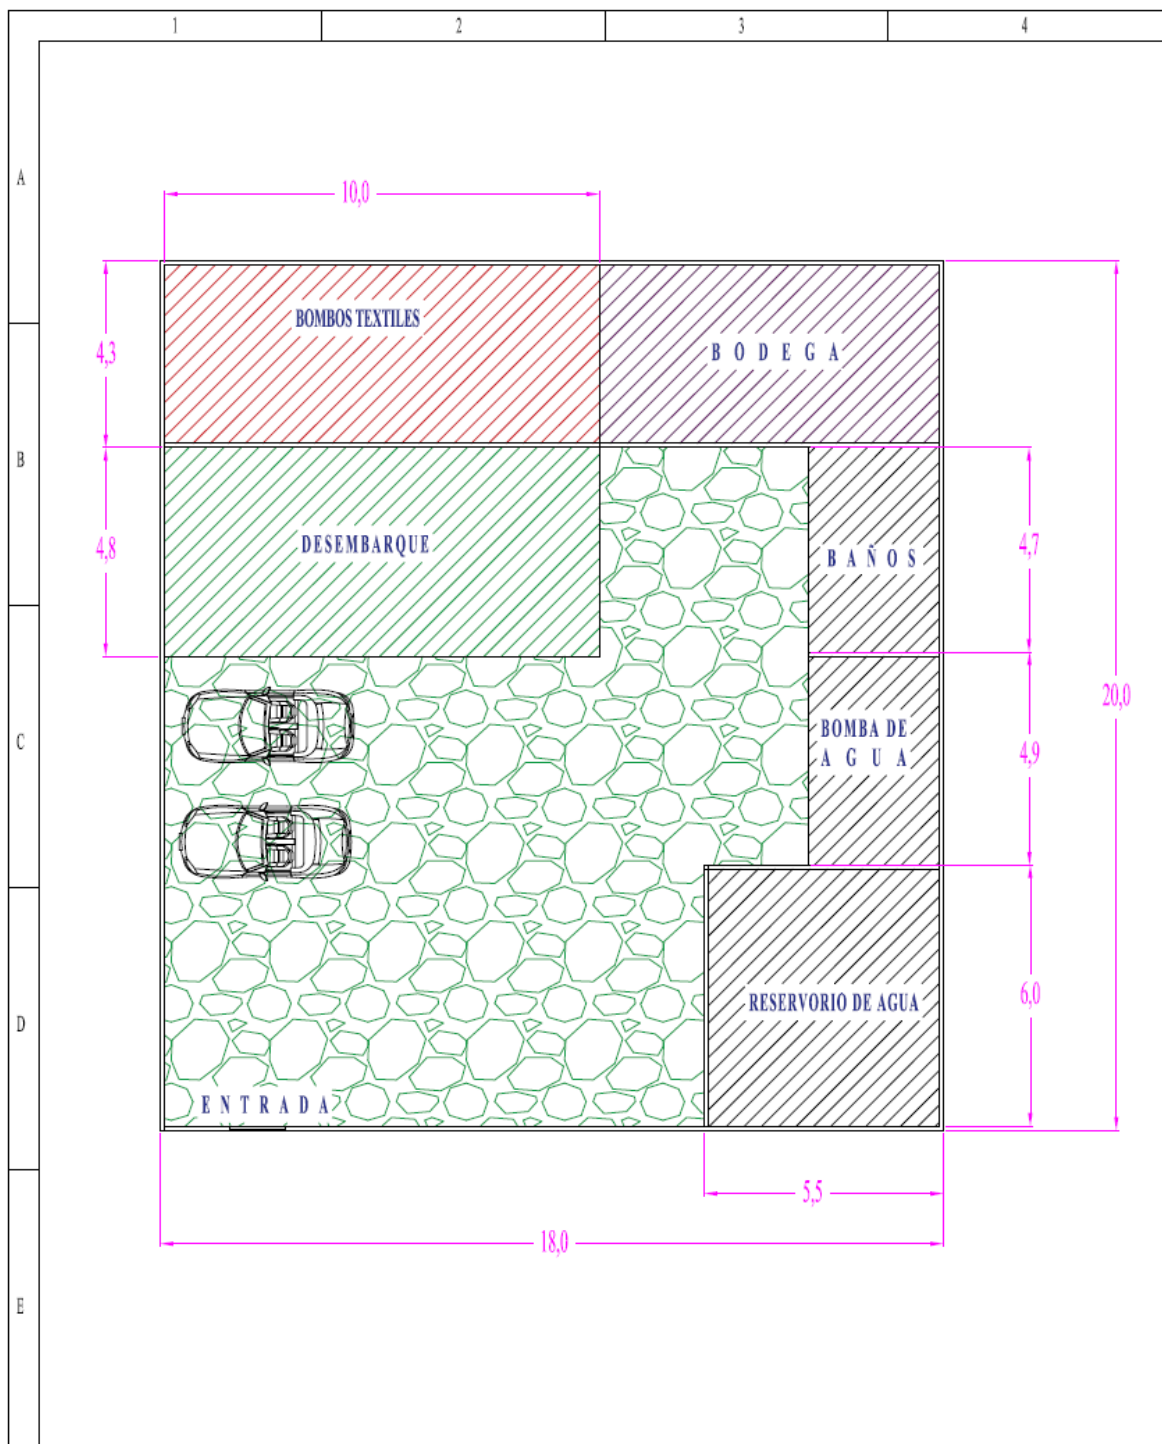 1 2 3 4
A
10,0
BOMBOS TEXTILES
4,3
B O D E G A
B
DESEMBARQUE
4,8
4,7
B A Ñ O S
20,0
C
BOMBA DE
A G U A
4,9
RESERVORIO DE AGUA
6,0
D
E N T R A D A
5,5
18,0
E